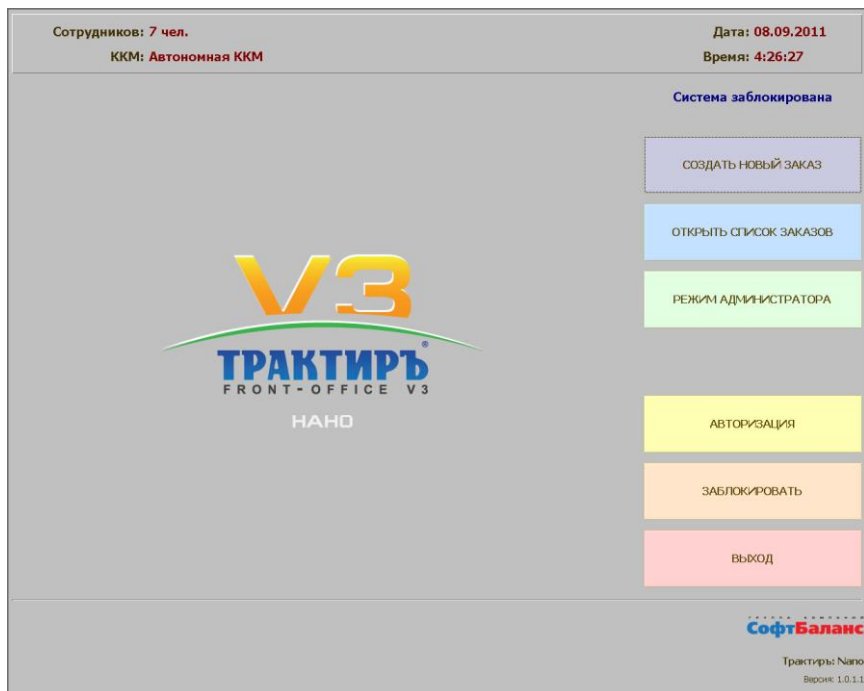 Сотрудников: 7 чел.
Дата: 08.09.2011
ККМ: Автономная ККМ
Время: 4:26:27
Система заблокирована
СОЗДАТЬ НОВЫЙ ЗАКАЗ
ОТКРЫТЬ СПИСОК ЗАКАЗОВ
РЕЖИМ АДМИНИСТРАТОРА
V3
ТРАКТИРЪ®
FRONT-OFFICE V3
НАНО
АВТОРИЗАЦИЯ
ЗАБЛОКИРОВАТЬ
ВЫХОД
группа компаний
СофтБаланс
Трактиръ: Nano
Версия: 1.0.1.1